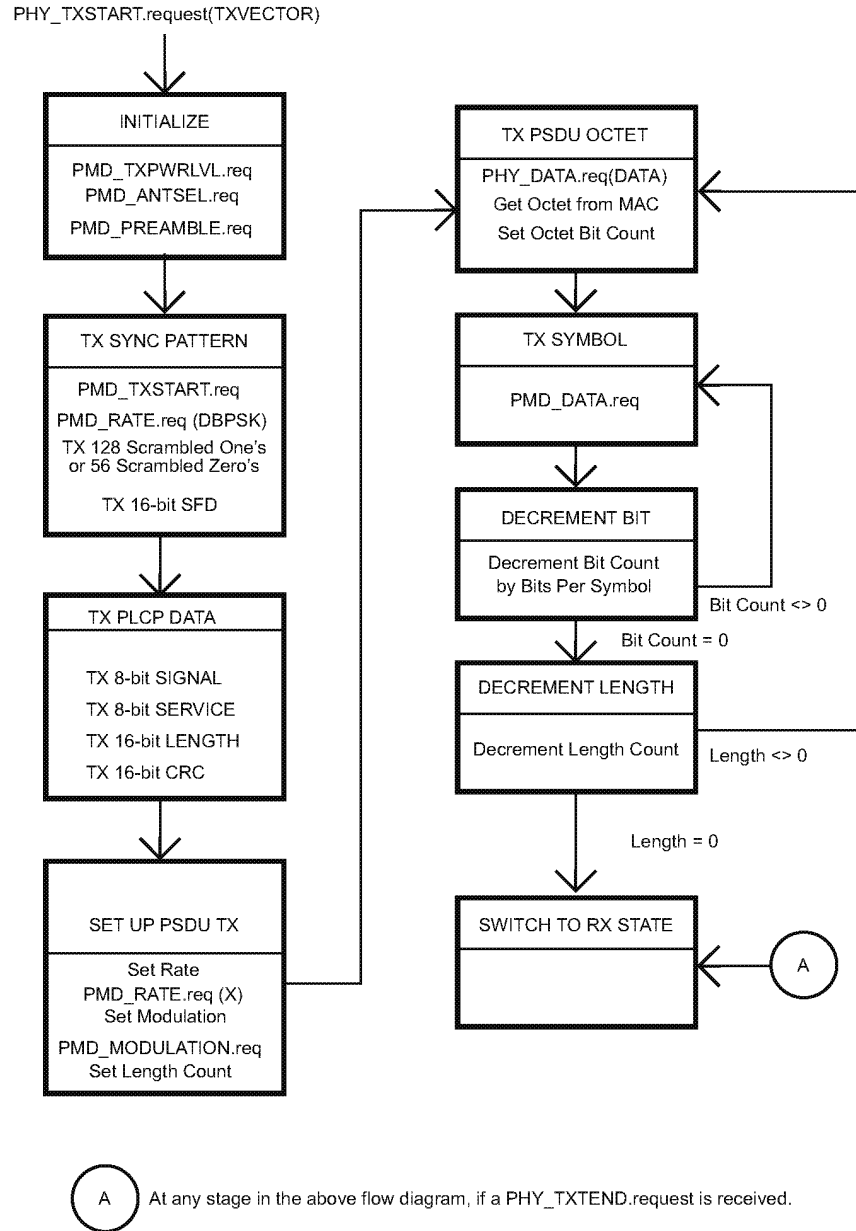 PHY_TXSTART.request(TXVECTOR)
INITIALIZE
PMD_TXPWRLVL.req
PMD_ANTSEL.req
PMD_PREAMBLE.req
TX SYNC PATTERN
PMD_TXSTART.req
PMD_RATE.req (DBPSK)
TX 128 Scrambled One's
or 56 Scrambled Zero's
TX 16-bit SFD
TX PLCP DATA
TX 8-bit SIGNAL
TX 8-bit SERVICE
TX 16-bit LENGTH
TX 16-bit CRC
SET UP PSDU TX
Set Rate
PMD_RATE.req (X)
Set Modulation
PMD_MODULATION.req
Set Length Count
TX PSDU OCTET
PHY_DATA.req(DATA)
Get Octet from MAC
Set Octet Bit Count
TX SYMBOL
PMD_DATA.req
DECREMENT BIT
Decrement Bit Count
by Bits Per Symbol
Bit Count <> 0
Bit Count = 0
DECREMENT LENGTH
Decrement Length Count
Length <> 0
Length = 0
SWITCH TO RX STATE
A
A At any stage in the above flow diagram, if a PHY_TXTEND.request is received.